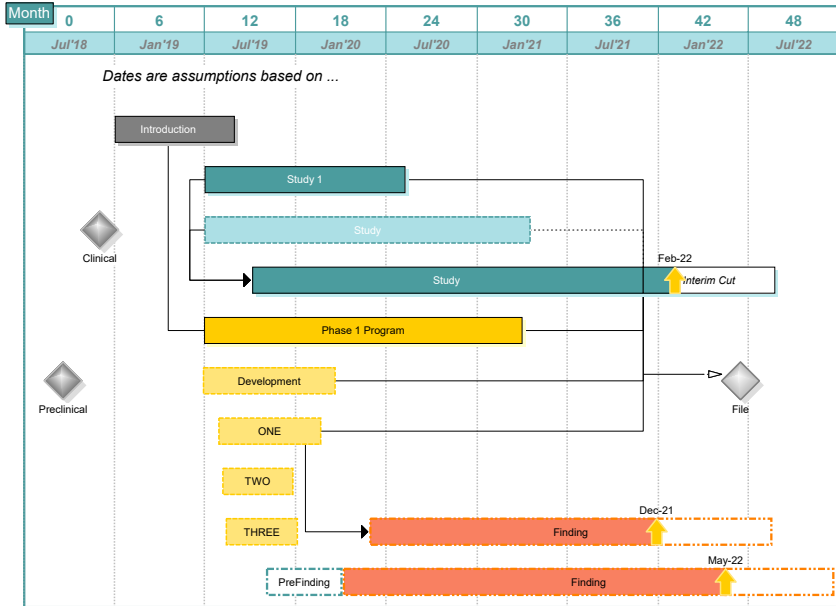 Month 0 6 12 18 24 30 36 42 48
Jul'18 Jan'19 Jul'19 Jan'20 Jul'20 Jan'21 Jul'21 Jan'22 Jul'22
Dates are assumptions based on ...
Introduction
Study 1
Study
Clinical
Feb-22
Study
Interim Cut
Phase 1 Program
Development
Preclinical
File
ONE
TWO
Dec-21
THREE
Finding
May-22
PreFinding
Finding